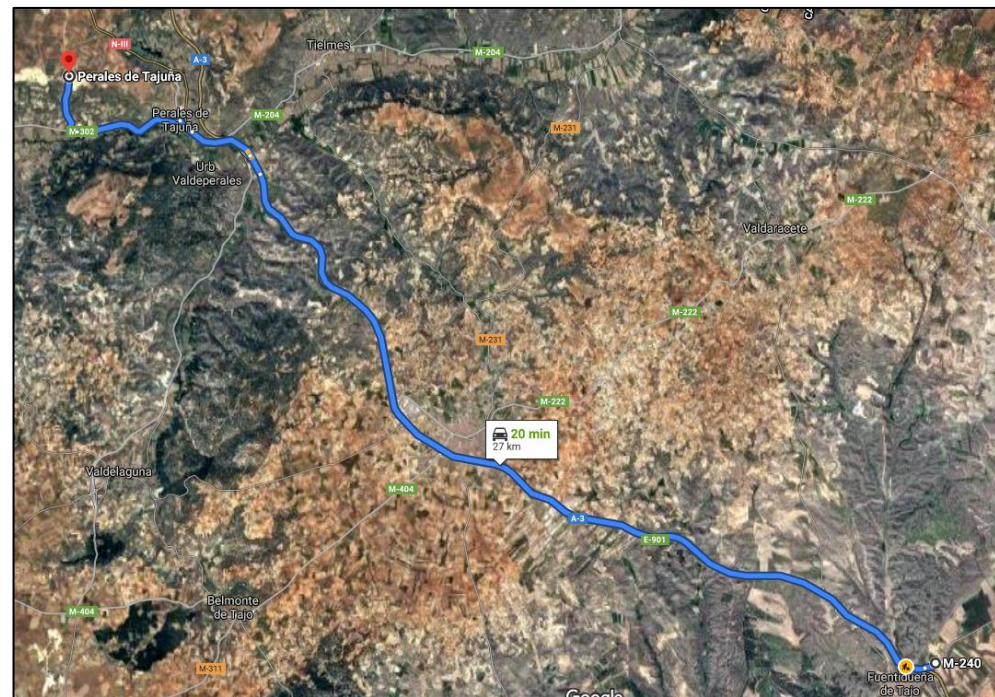 N-III
A-3
Tielmes
M-204
Perales de Tajuña
Perales de
Tajuña
M-204
M-302
M-231
Urb.
Valdeperales
M-222
Valdaracete
M-222
M-231
M-222
20 min
27 km
Valdelaguna
M-404
A-3
E-901
Belmonte
de Tajo
M-404
M-240
M-311
Fuentidueña
de Tajo
Google